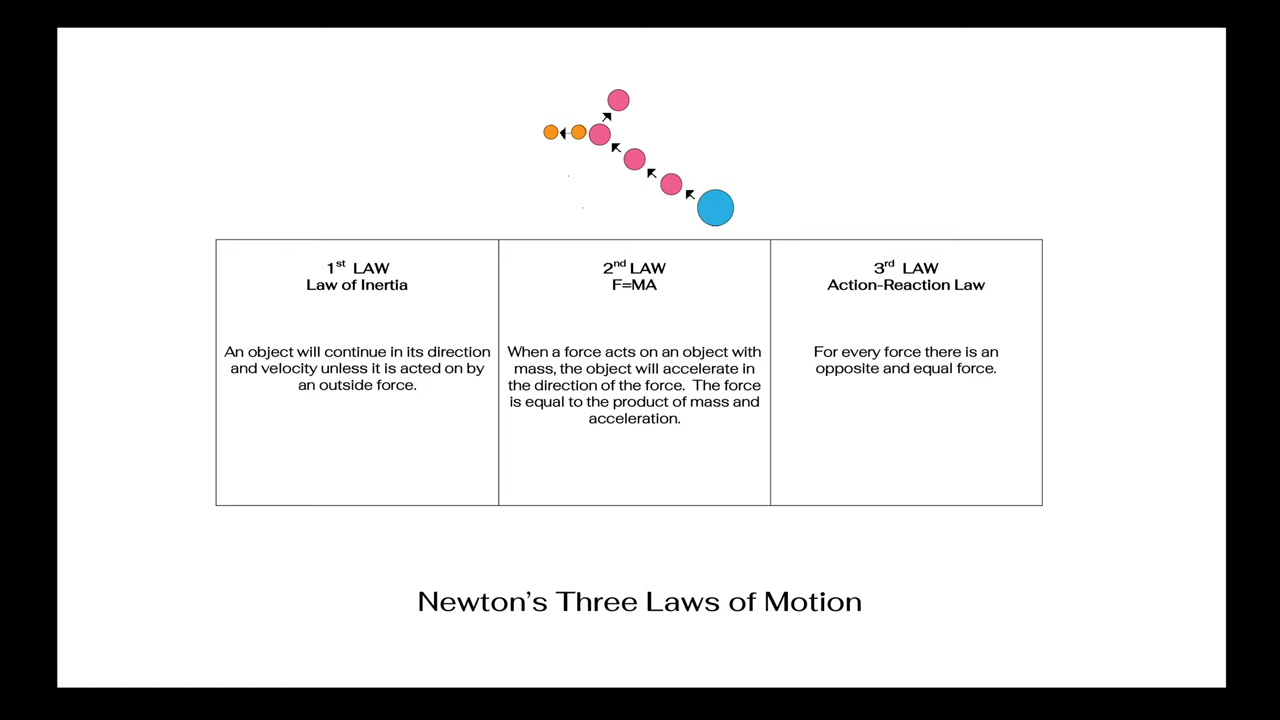 1st LAW
Law of Inertia
An object will continue in its direction
and velocity unless it is acted on by
an outside force.
2nd LAW
F=MA
When a force acts on an object with
mass, the object will accelerate in
the direction of the force. The force
is equal to the product of mass and
acceleration.
3rd LAW
Action-Reaction Law
For every force there is an
opposite and equal force.
Newton's Three Laws of Motion